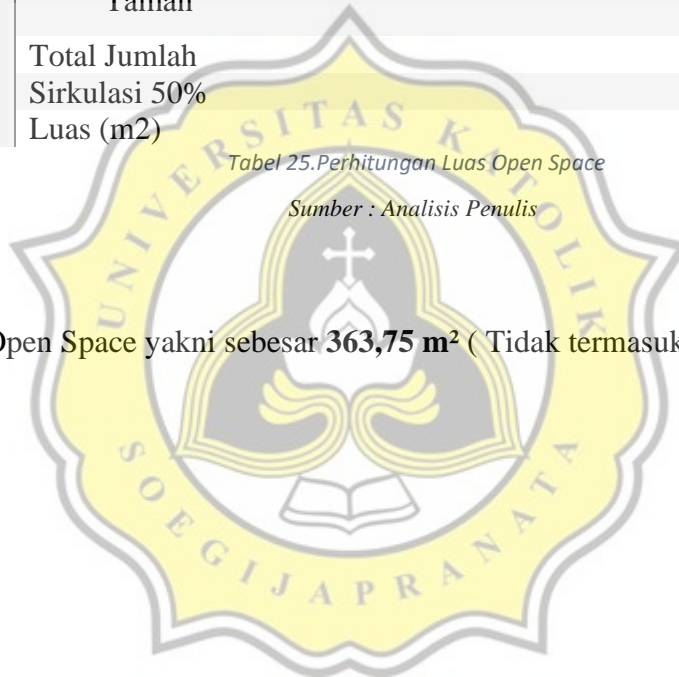 Taman
Total Jumlah
Sirkulasi 50%
Luas (m2)
Tabel 25.Perhitungan Luas Open Space
Sumber : Analisis Penulis
Open Space yakni sebesar 363,75 m² ( Tidak termasuk
UNIVERSITAS KATOLIK
SOEGIJAPRANATA